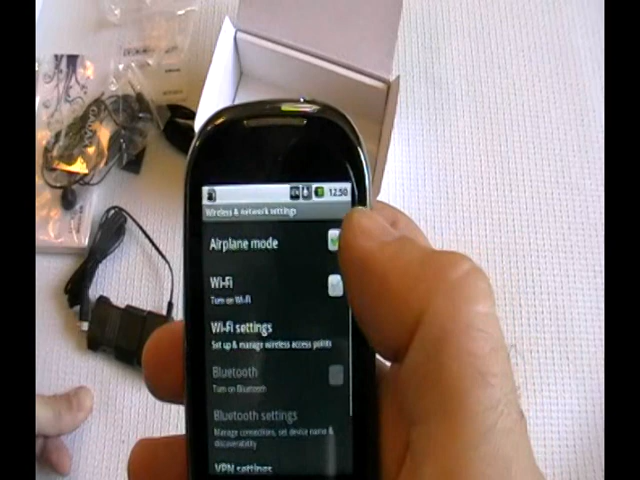 12:50
Wireless & network settings
Airplane mode
Wi-Fi
Turn on Wi-Fi
Wi-Fi settings
Set up & manage wireless access points
Bluetooth
Turn on Bluetooth
Bluetooth settings
Manage connections, set device name &
discoverability
VPN settings